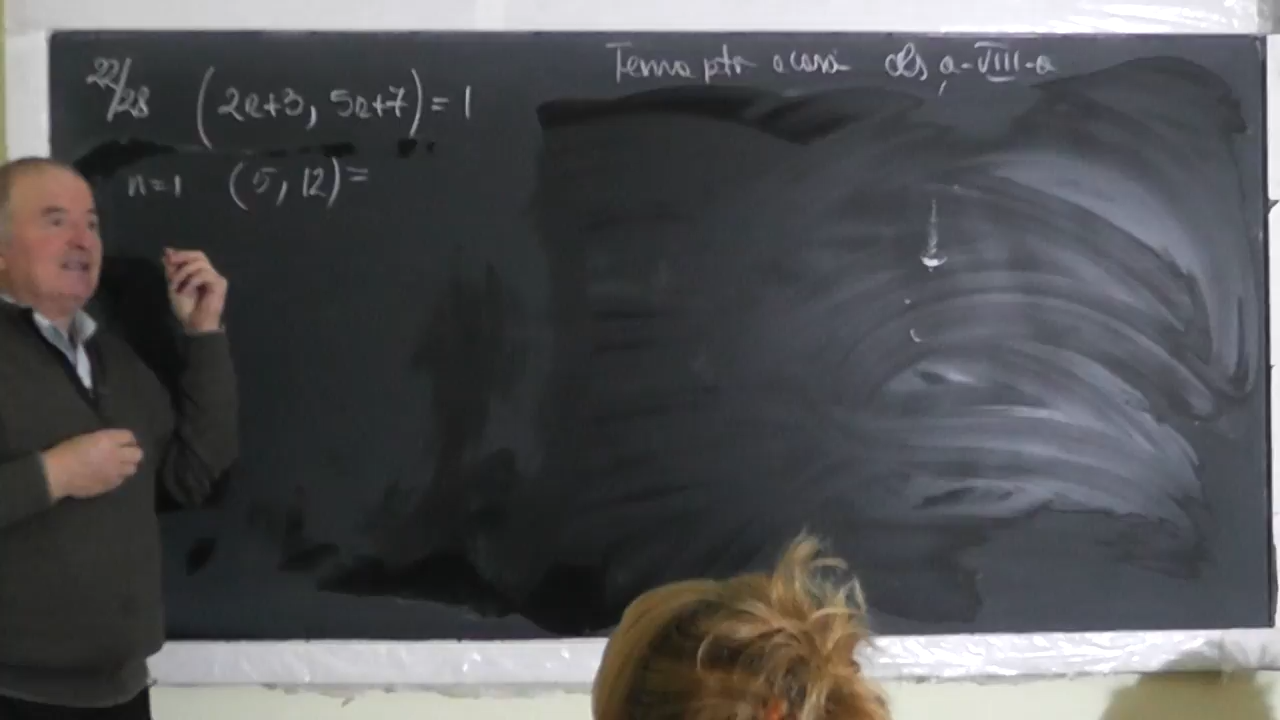 22/28 (2n+3, 5n+7) = 1
n=1 (5, 12) =
Tema ptr acasă cls a-VIII-a